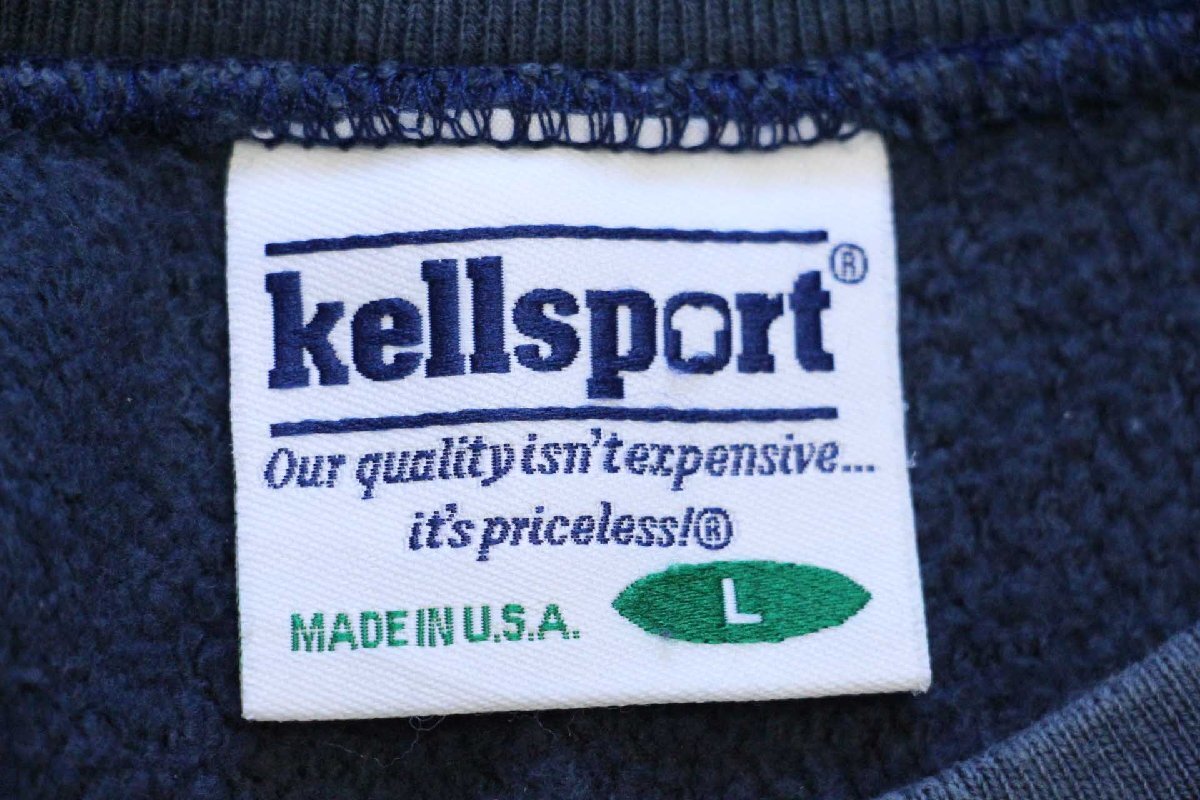 kellsport®
Our quality isn't expensive...
it's priceless!®
MADE IN U.S.A. L